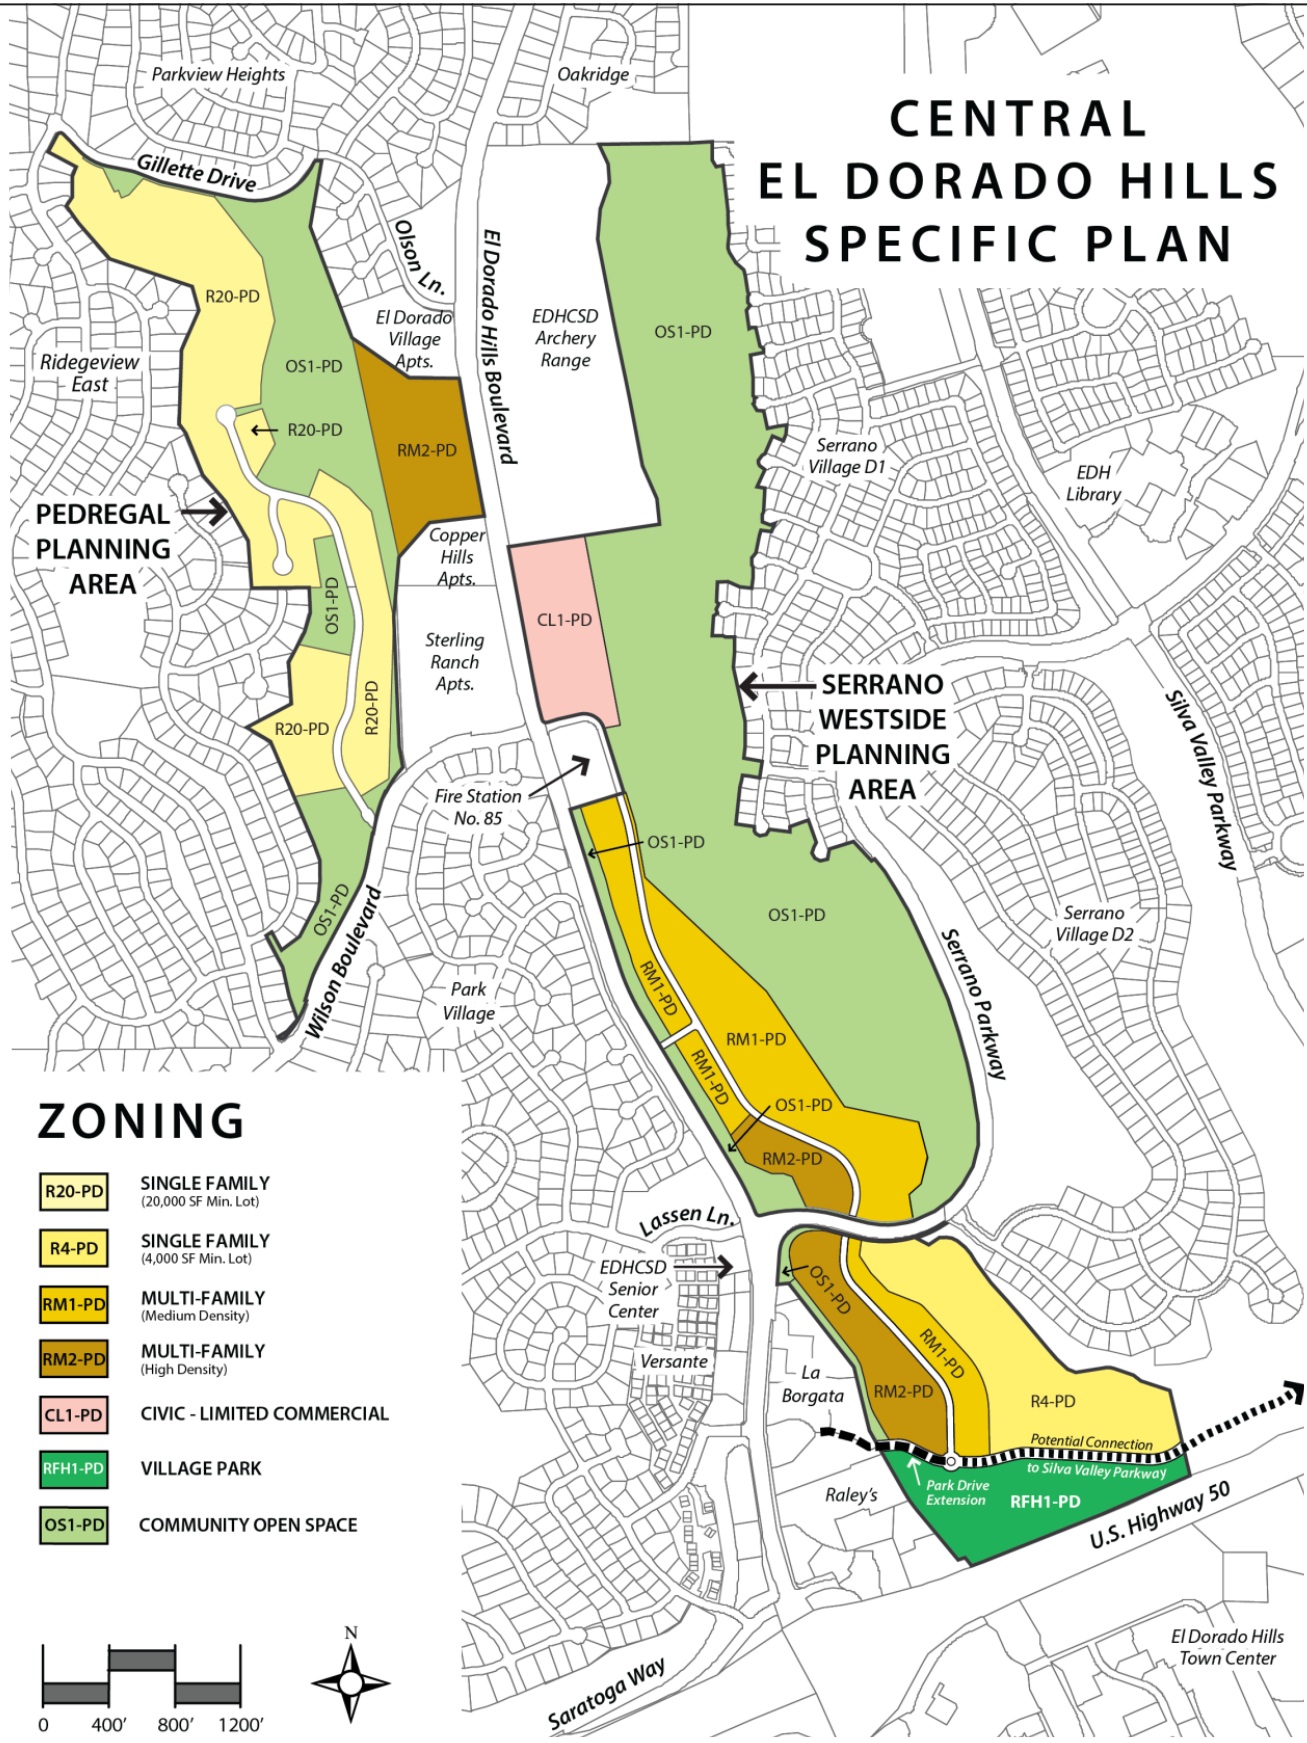 CENTRAL
EL DORADO HILLS
SPECIFIC PLAN
Parkview Heights
Oakridge
Gillette Drive
Olson Ln.
El Dorado Hills Boulevard
R20-PD
EDHCSD
Archery
Range
OS1-PD
El Dorado
Village
Apts.
Ridgeview
East
OS1-PD
R20-PD
RM2-PD
Serrano
Village D1
EDH
Library
PEDREGAL
PLANNING
AREA
Copper
Hills
Apts.
OS1-PD
CL1-PD
Sterling
Ranch
Apts.
SERRANO
WESTSIDE
PLANNING
AREA
Silva Valley Parkway
R20-PD
R20-PD
Fire Station
No. 85
OS1-PD
OS1-PD
OS1-PD
Serrano
Village D2
Wilson Boulevard
Park
Village
RM1-PD
Serrano Parkway
RM1-PD
RM1-PD
OS1-PD
RM2-PD
Lassen Ln.
EDHCSD
Senior
Center
OS1-PD
RM1-PD
Versante
La
Borgata
RM2-PD
R4-PD
Potential Connection
to Silva Valley Parkway
Park Drive
Extension
RFH1-PD
Raley's
U.S. Highway 50
El Dorado Hills
Town Center
Saratoga Way
ZONING
R20-PD
SINGLE FAMILY
(20,000 SF Min. Lot)
R4-PD
SINGLE FAMILY
(4,000 SF Min. Lot)
RM1-PD
MULTI-FAMILY
(Medium Density)
RM2-PD
MULTI-FAMILY
(High Density)
CL1-PD
CIVIC - LIMITED COMMERCIAL
RFH1-PD
VILLAGE PARK
OS1-PD
COMMUNITY OPEN SPACE
0 400' 800' 1200'
N